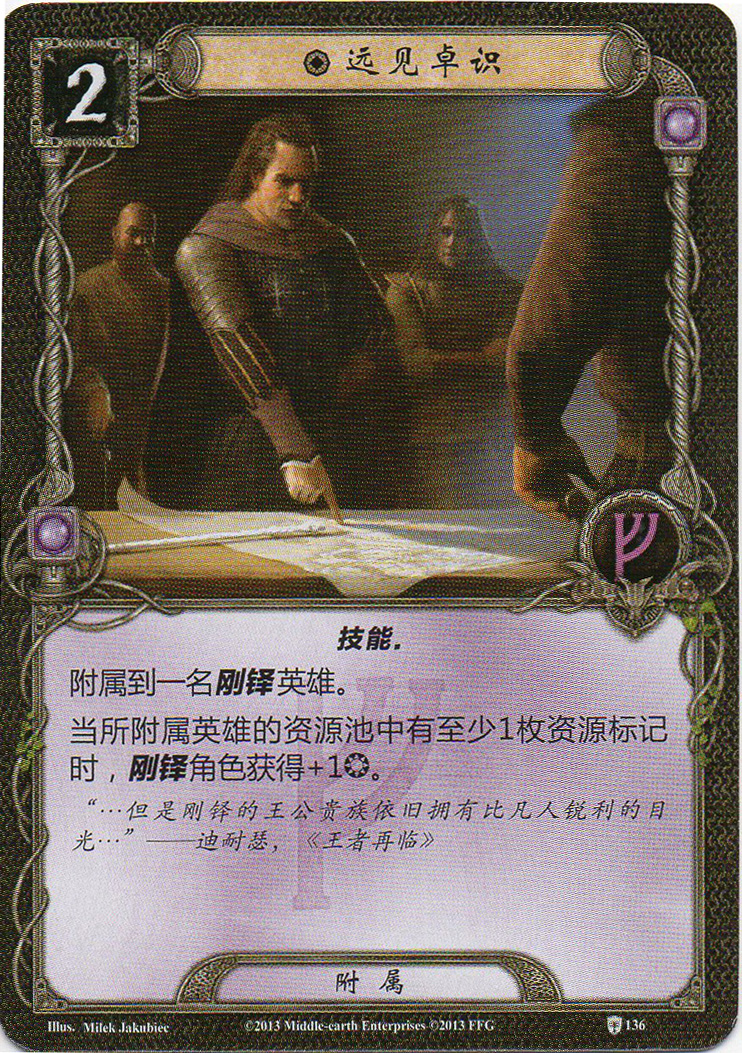 2
远见卓识
技能.
附属到一名刚铎英雄。
当所附属英雄的资源池中有至少1枚资源标记
时，刚铎角色获得+1。
“…但是刚铎的王公贵族依旧拥有比凡人锐利的目
光…”——迪耐瑟，《王者再临》
附属
Illus. Milek Jakubiec ©2013 Middle-earth Enterprises ©2013 FFG 136